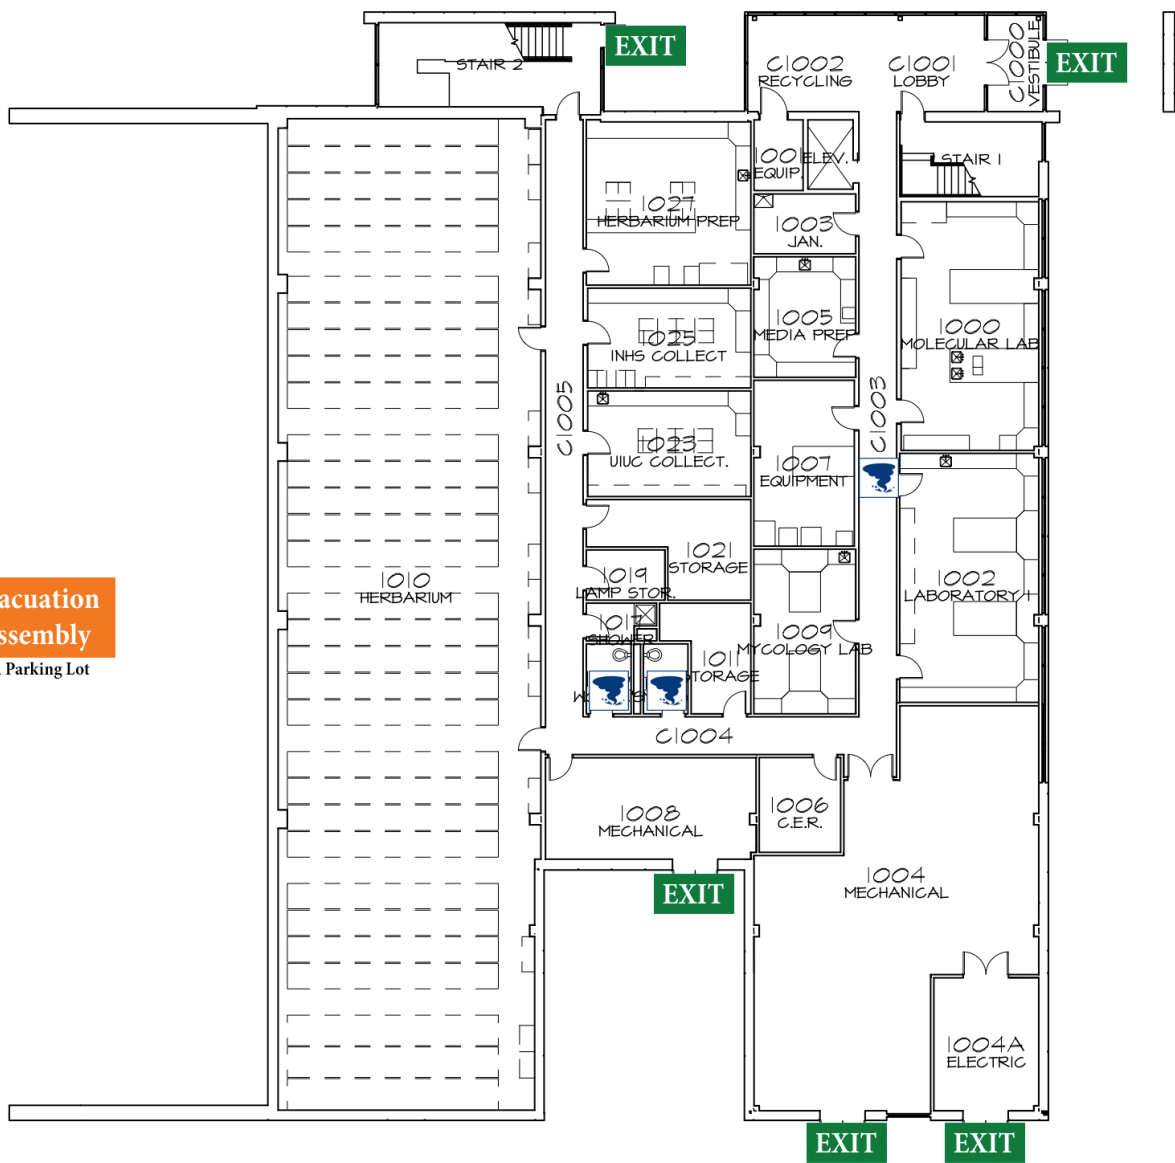 EXIT
STAIR 2
C1002
RECYCLING
C1001
LOBBY
C1000
VESTIBULE
EXIT
1001
EQUIP.
ELEV. 1
STAIR 1
1027
HERBARIUM PREP
1003
JAN.
1005
MEDIA PREP
1000
MOLECULAR LAB
1025
INHS COLLECT
C1005
C1003
1023
UIUC COLLECT.
1007
EQUIPMENT
1021
STORAGE
1019
LAMP STOR.
1010
HERBARIUM
1002
LABORATORY 1
acuation
ssembly
Parking Lot
1017
SHOWER
1009
MYCOLOGY LAB
1011
STORAGE
C1004
1008
MECHANICAL
1006
C.E.R.
1004
MECHANICAL
EXIT
1004A
ELECTRIC
EXIT
EXIT